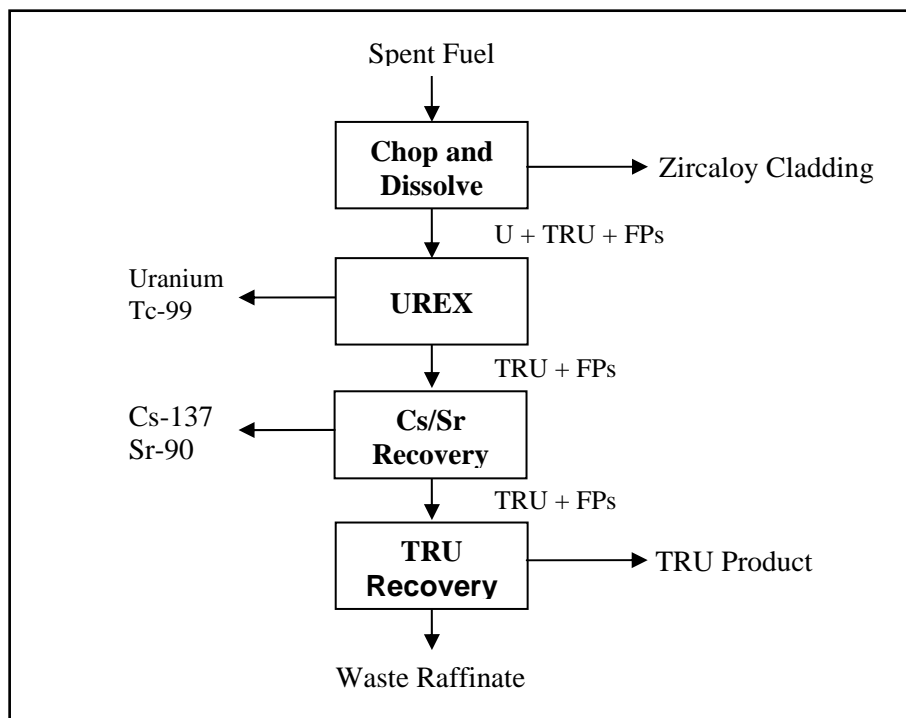 Spent Fuel
Chop and
Dissolve
Zircaloy Cladding
U + TRU + FPs
Uranium
Tc-99
UREX
TRU + FPs
Cs-137
Sr-90
Cs/Sr
Recovery
TRU + FPs
TRU
Recovery
TRU Product
Waste Raffinate